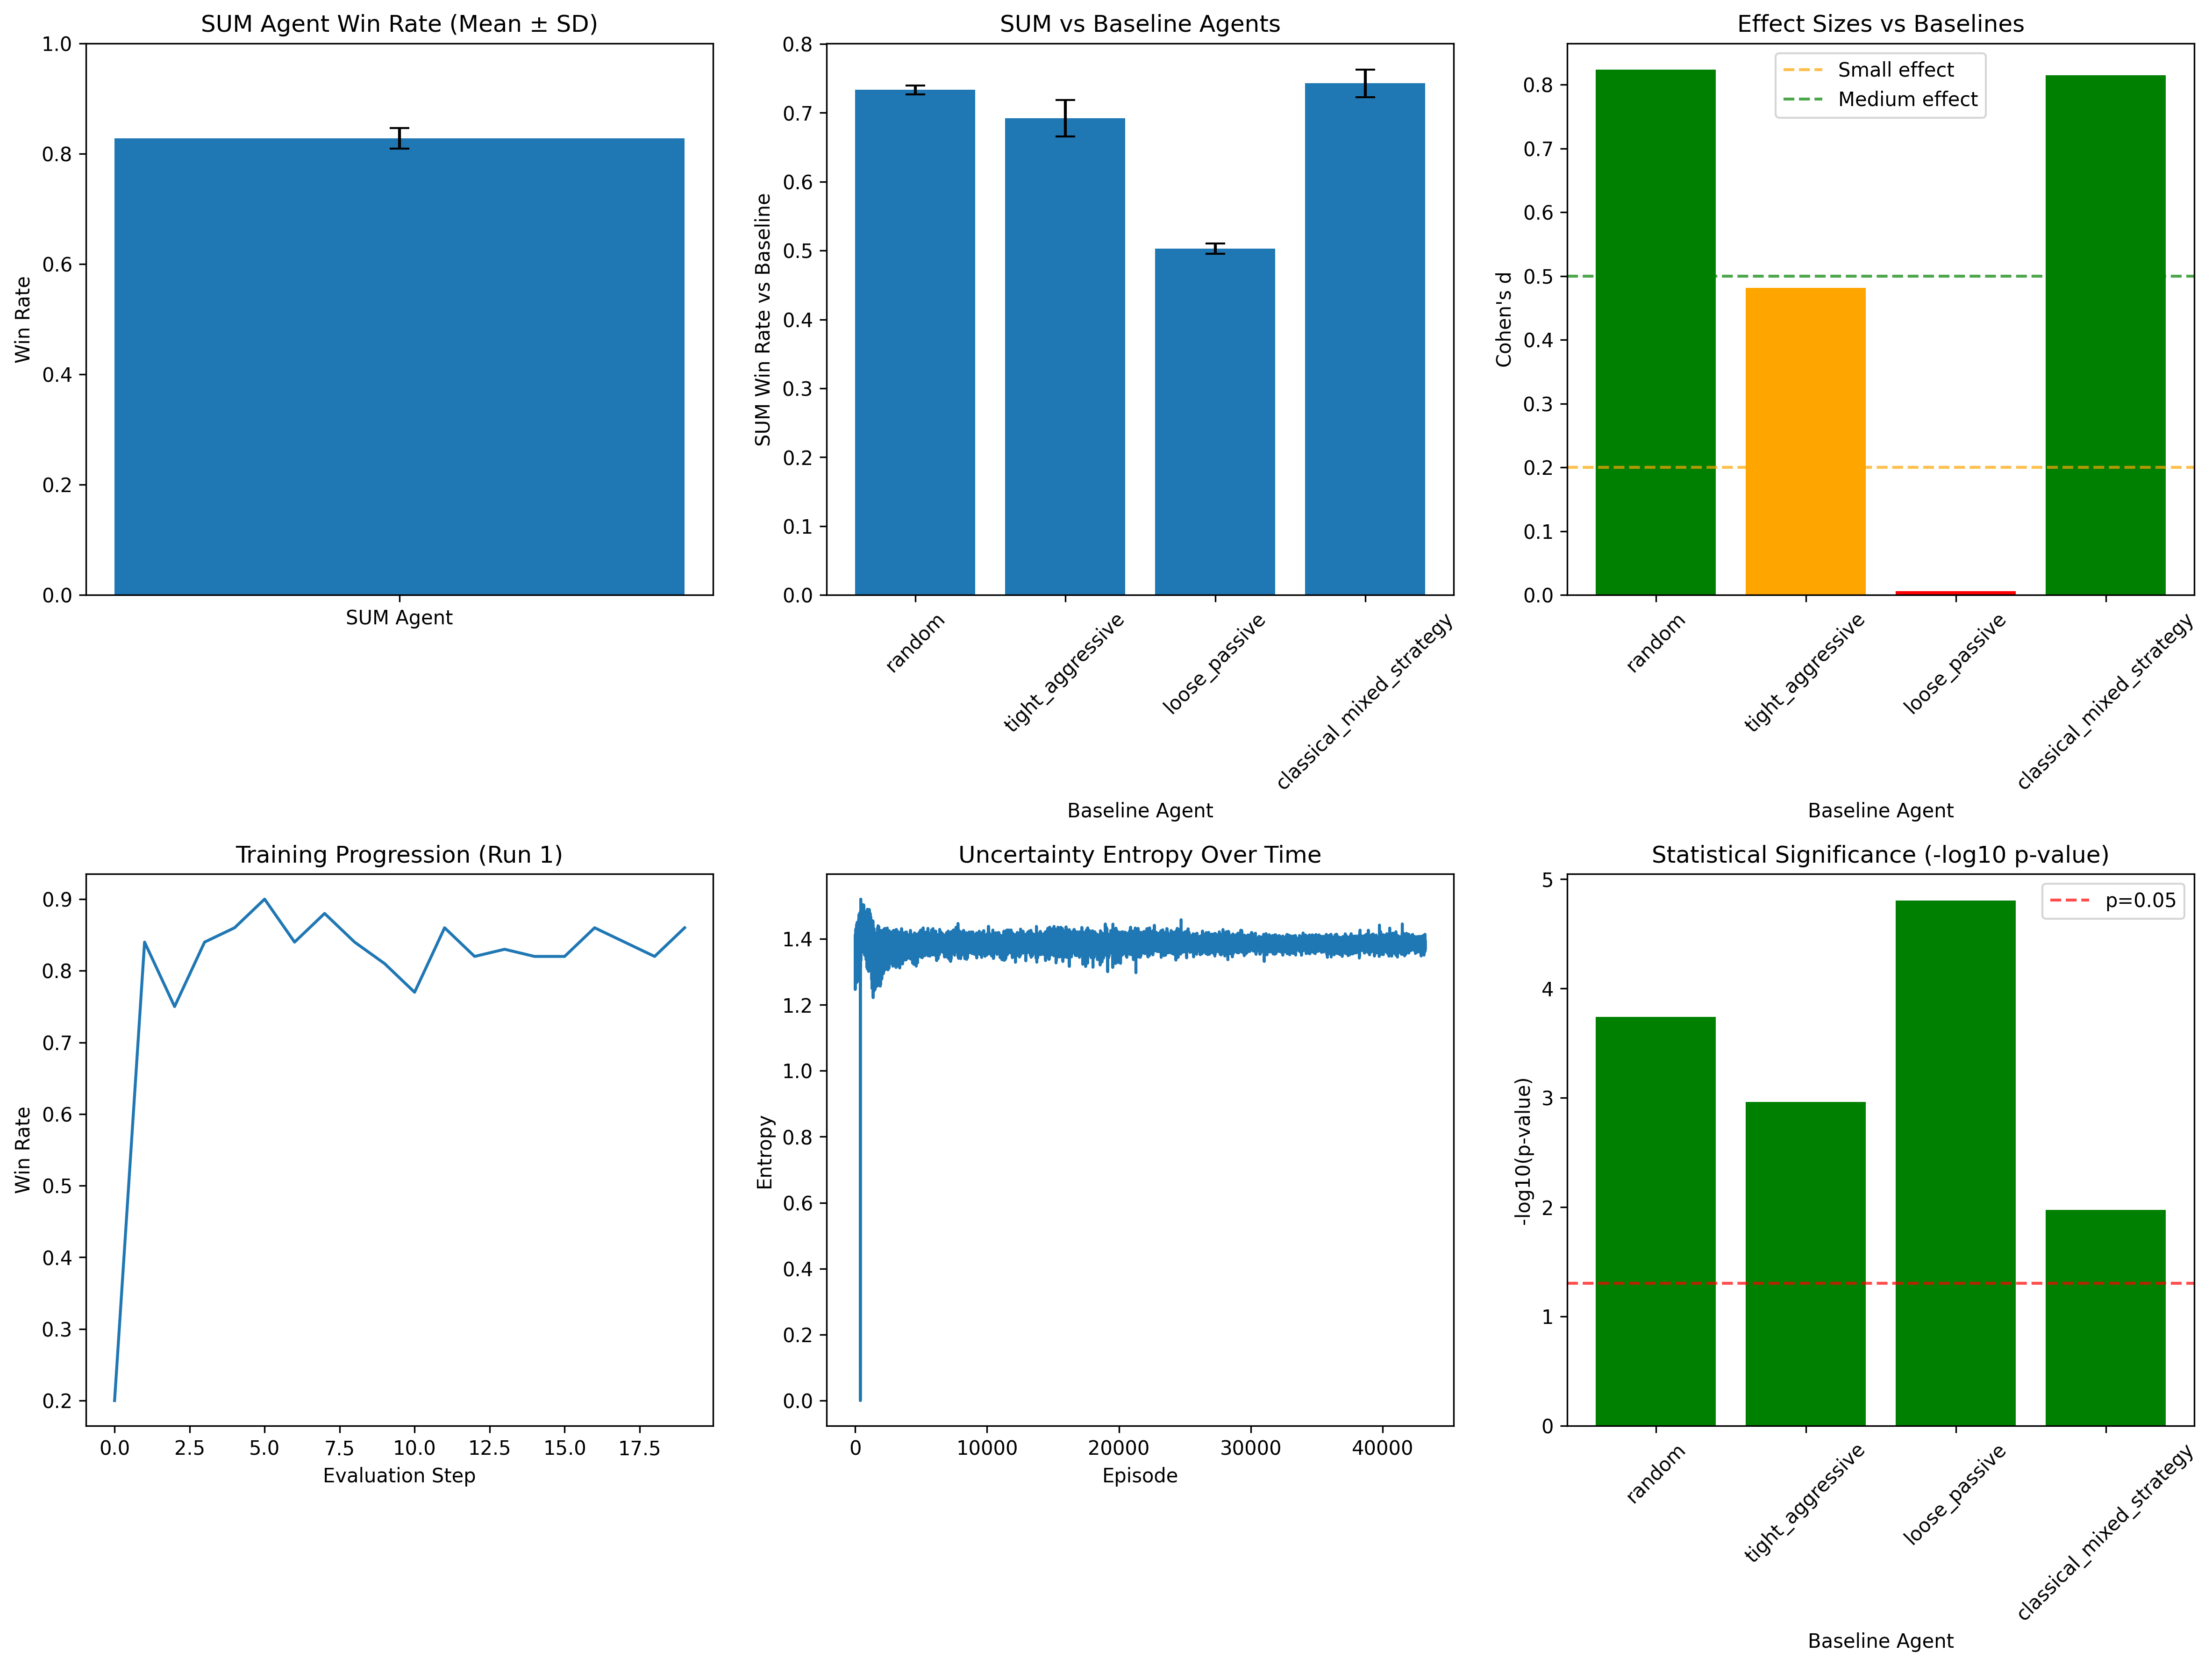 SUM Agent Win Rate (Mean ± SD)
Win Rate
1.0
0.8
0.6
0.4
0.2
0.0
SUM Agent
SUM vs Baseline Agents
SUM Win Rate vs Baseline
0.8
0.7
0.6
0.5
0.4
0.3
0.2
0.1
0.0
random
tight_aggressive
loose_passive
classical_mixed_strategy
Baseline Agent
Effect Sizes vs Baselines
Small effect
Medium effect
Cohen's d
0.8
0.7
0.6
0.5
0.4
0.3
0.2
0.1
0.0
random
tight_aggressive
loose_passive
classical_mixed_strategy
Baseline Agent
Training Progression (Run 1)
Win Rate
0.9
0.8
0.7
0.6
0.5
0.4
0.3
0.2
0.0 2.5 5.0 7.5 10.0 12.5 15.0 17.5
Evaluation Step
Uncertainty Entropy Over Time
Entropy
1.4
1.2
1.0
0.8
0.6
0.4
0.2
0.0
0 10000 20000 30000 40000
Episode
Statistical Significance (-log10 p-value)
p=0.05
-log10(p-value)
5
4
3
2
1
0
random
tight_aggressive
loose_passive
classical_mixed_strategy
Baseline Agent